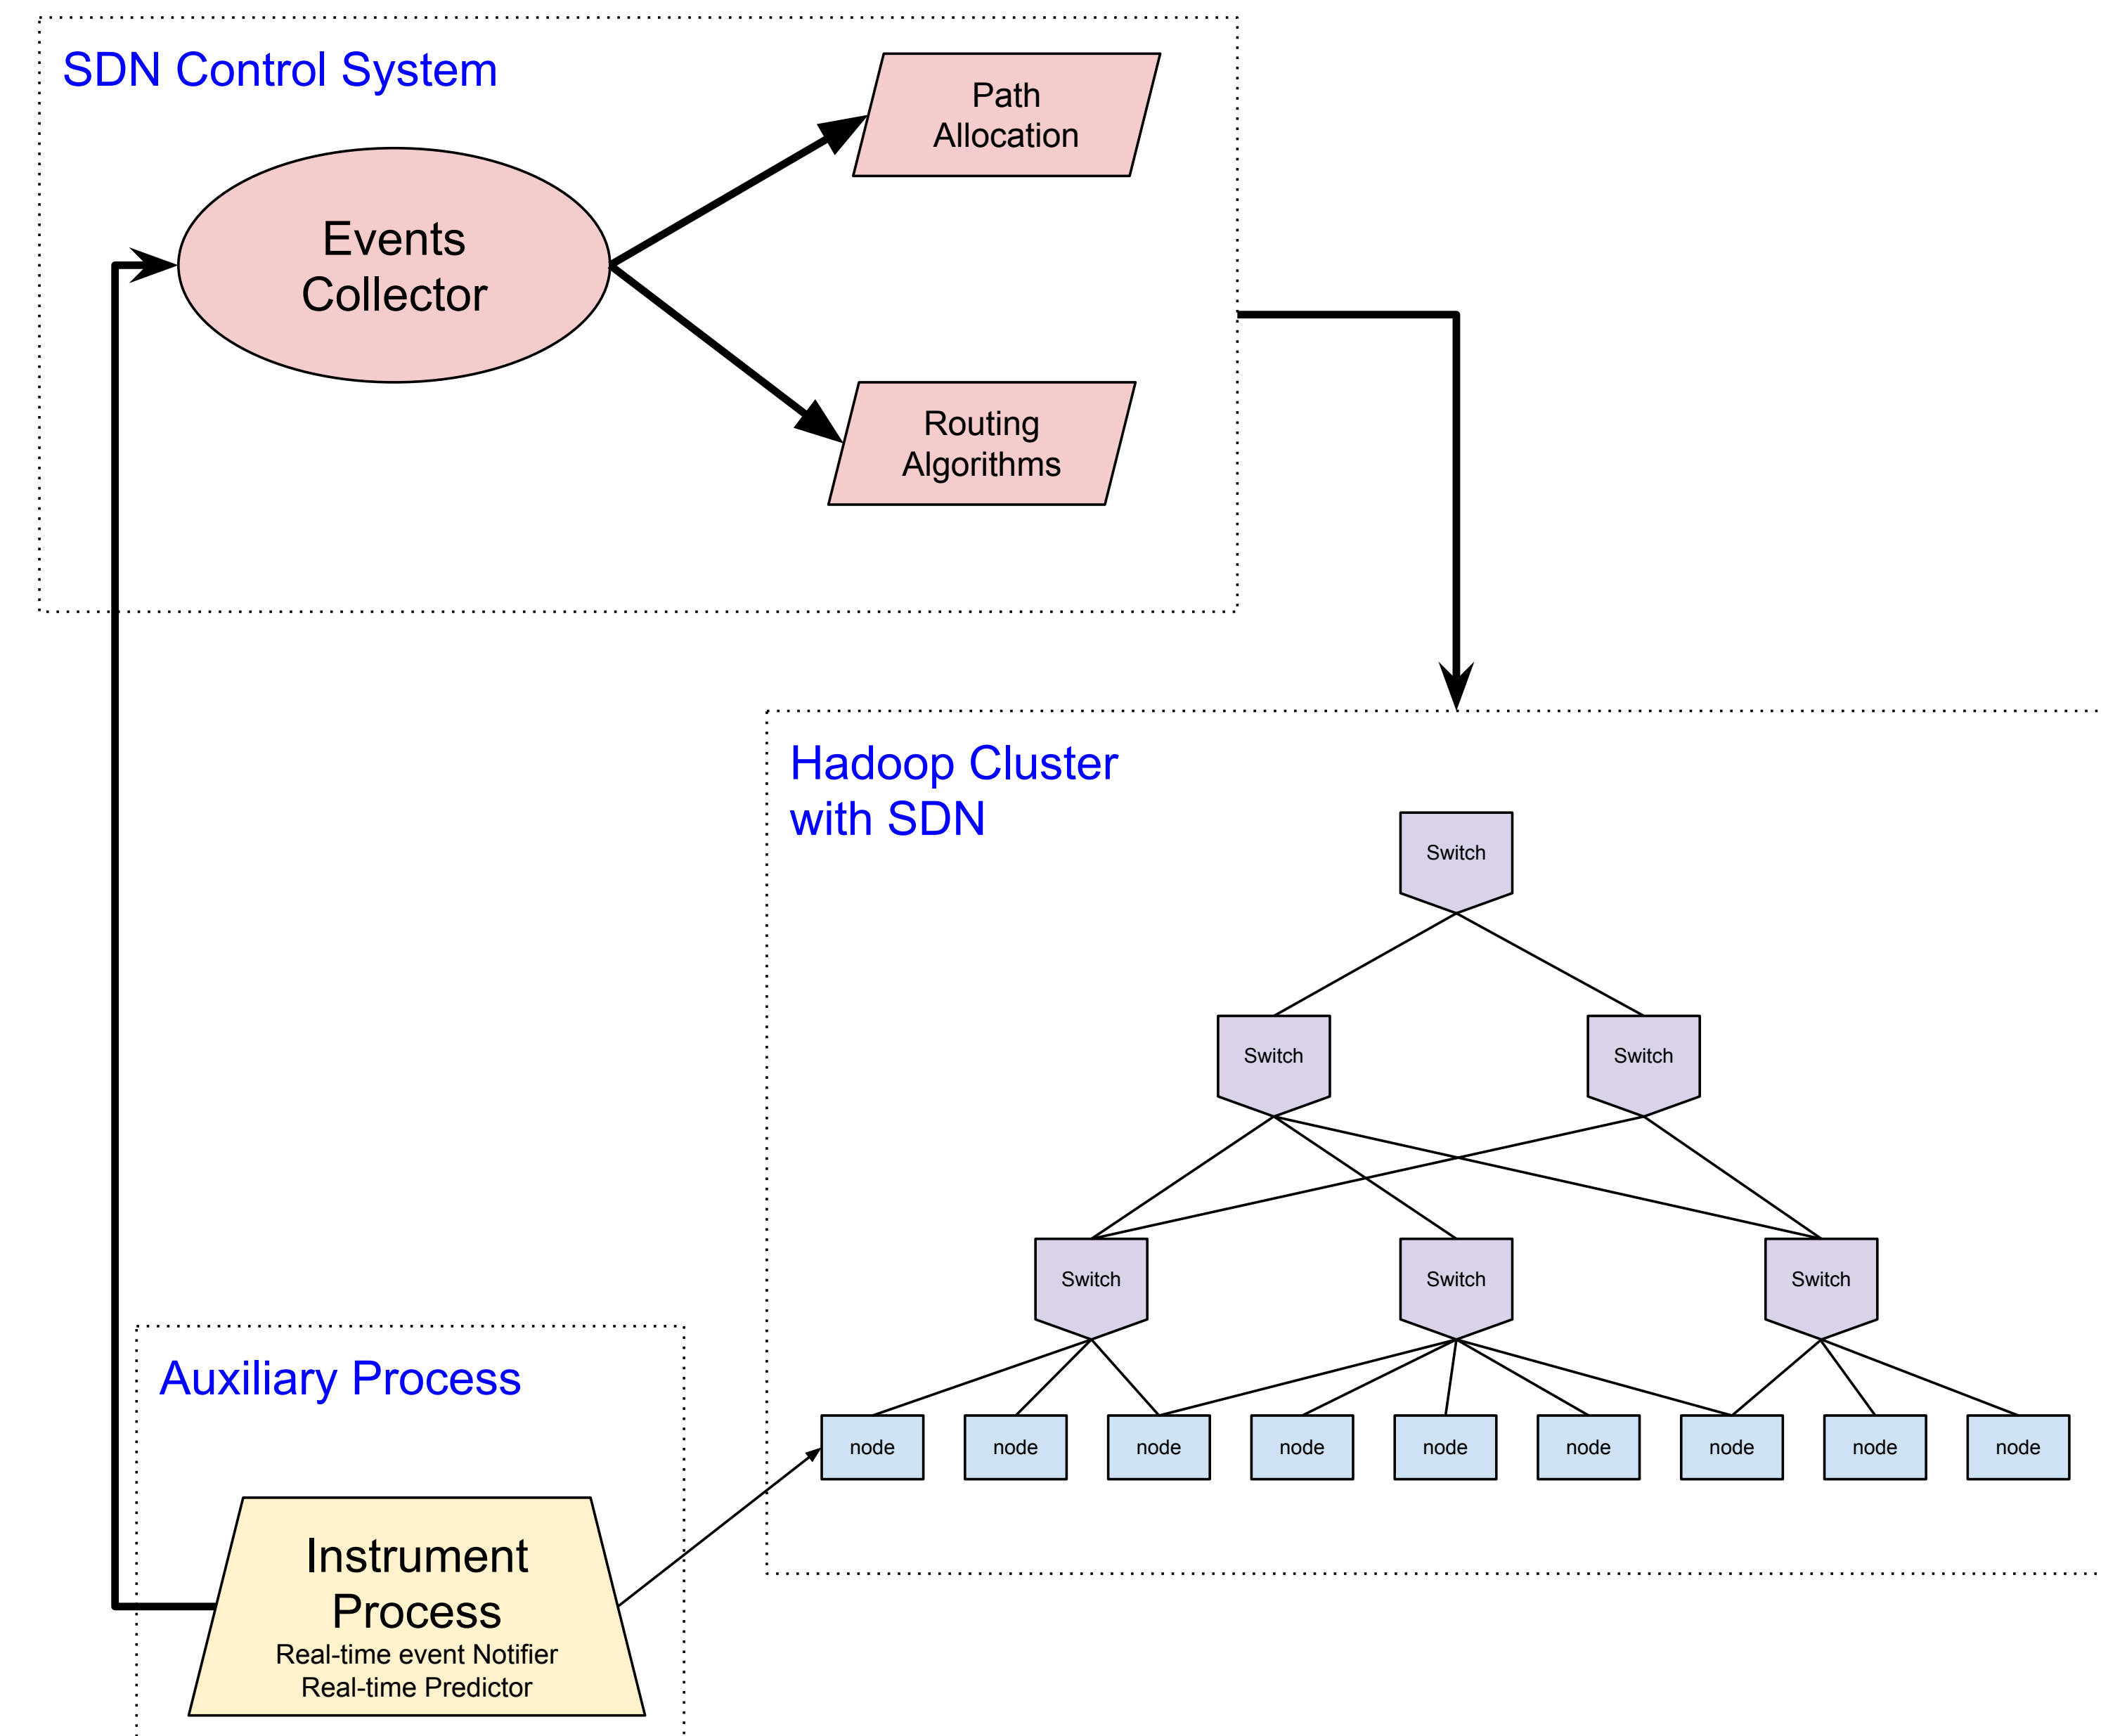 SDN Control System
Path
Allocation
Events
Collector
Routing
Algorithms
Hadoop Cluster
with SDN
Switch
Switch
Switch
Switch
Switch
Switch
Auxiliary Process
node
node
node
node
node
node
node
node
node
Instrument
Process
Real-time event Notifier
Real-time Predictor